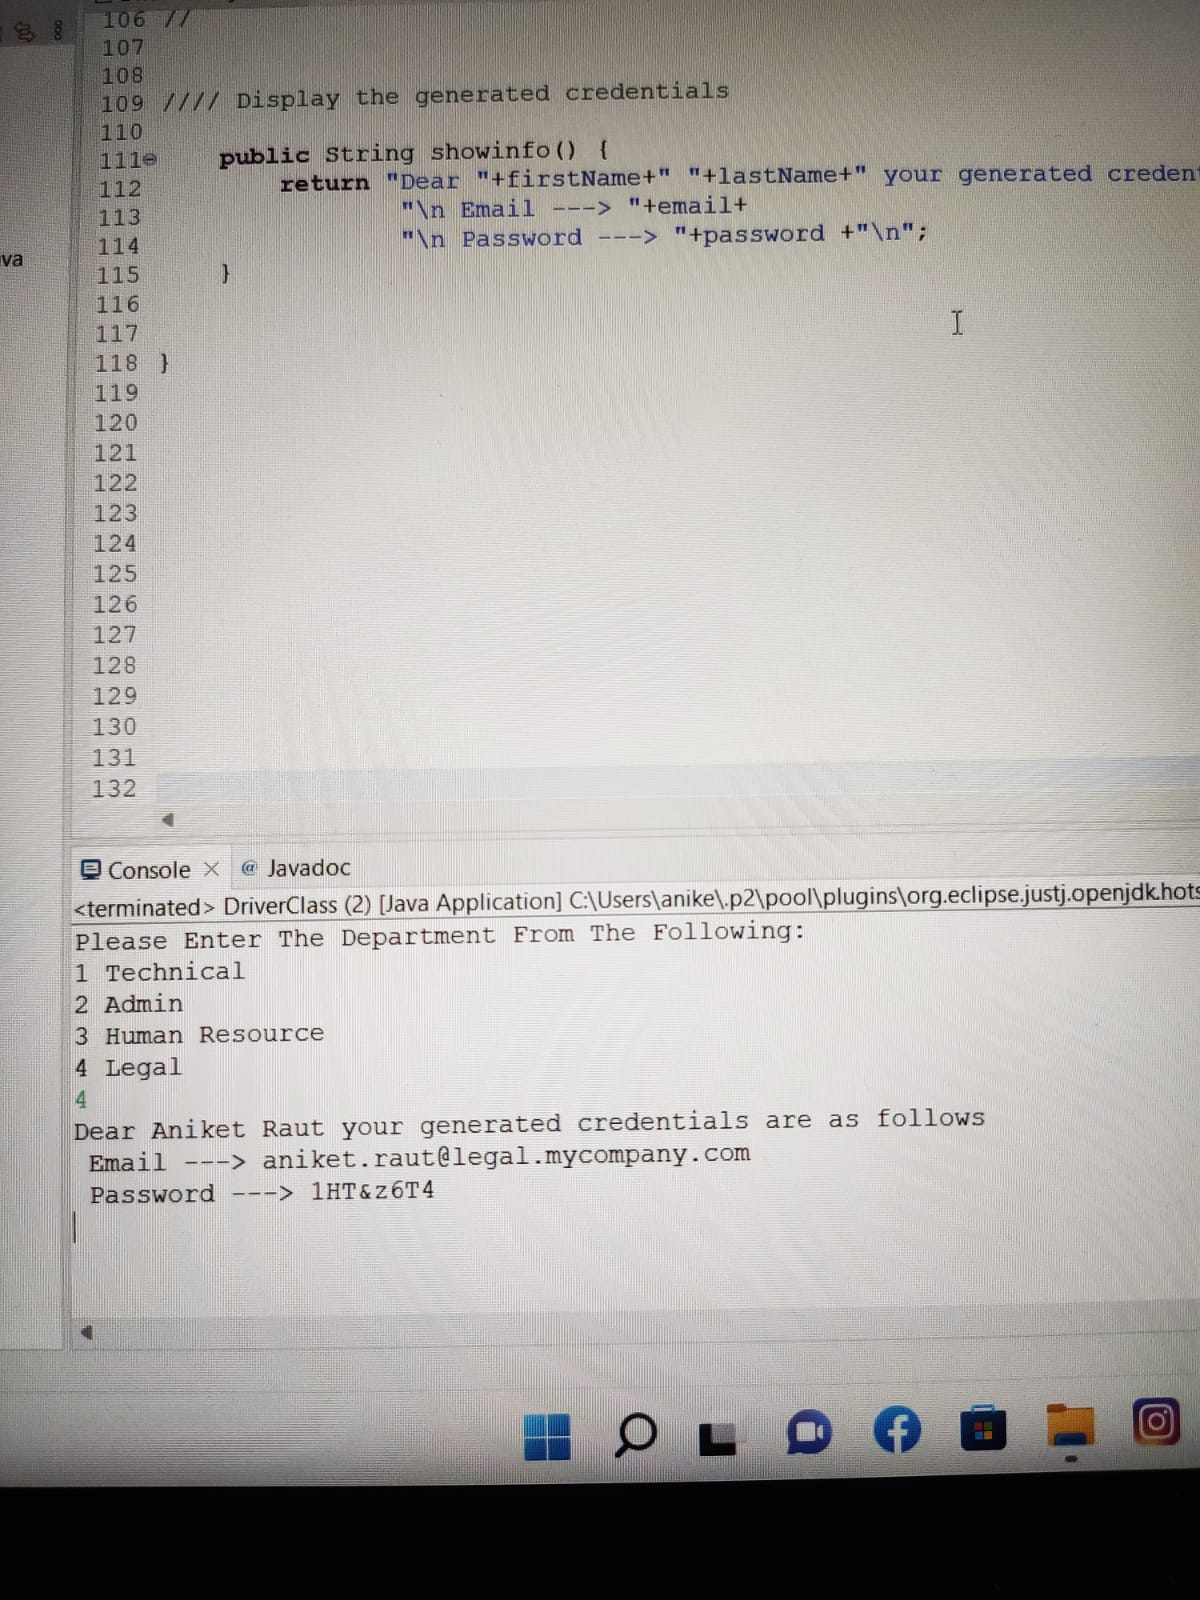 106 //
107
108
109 //// Display the generated credentials
110
111 public String showinfo() {
112 return "Dear "+firstName+" "+lastName+" your generated creden
113 "\n Email ---> "+email+
114 "\n Password ---> "+password +"\n";
va
115 }
116
117
118 }
119
120
121
122
123
124
125
126
127
128
129
130
131
132
Console × @ Javadoc
<terminated> DriverClass (2) [Java Application] C:\Users\anike\.p2\pool\plugins\org.eclipse.justj.openjdk.hots
Please Enter The Department From The Following:
1 Technical
2 Admin
3 Human Resource
4 Legal
4
Dear Aniket Raut your generated credentials are as follows
Email ---> aniket.raut@legal.mycompany.com
Password ---> 1HT&z6T4